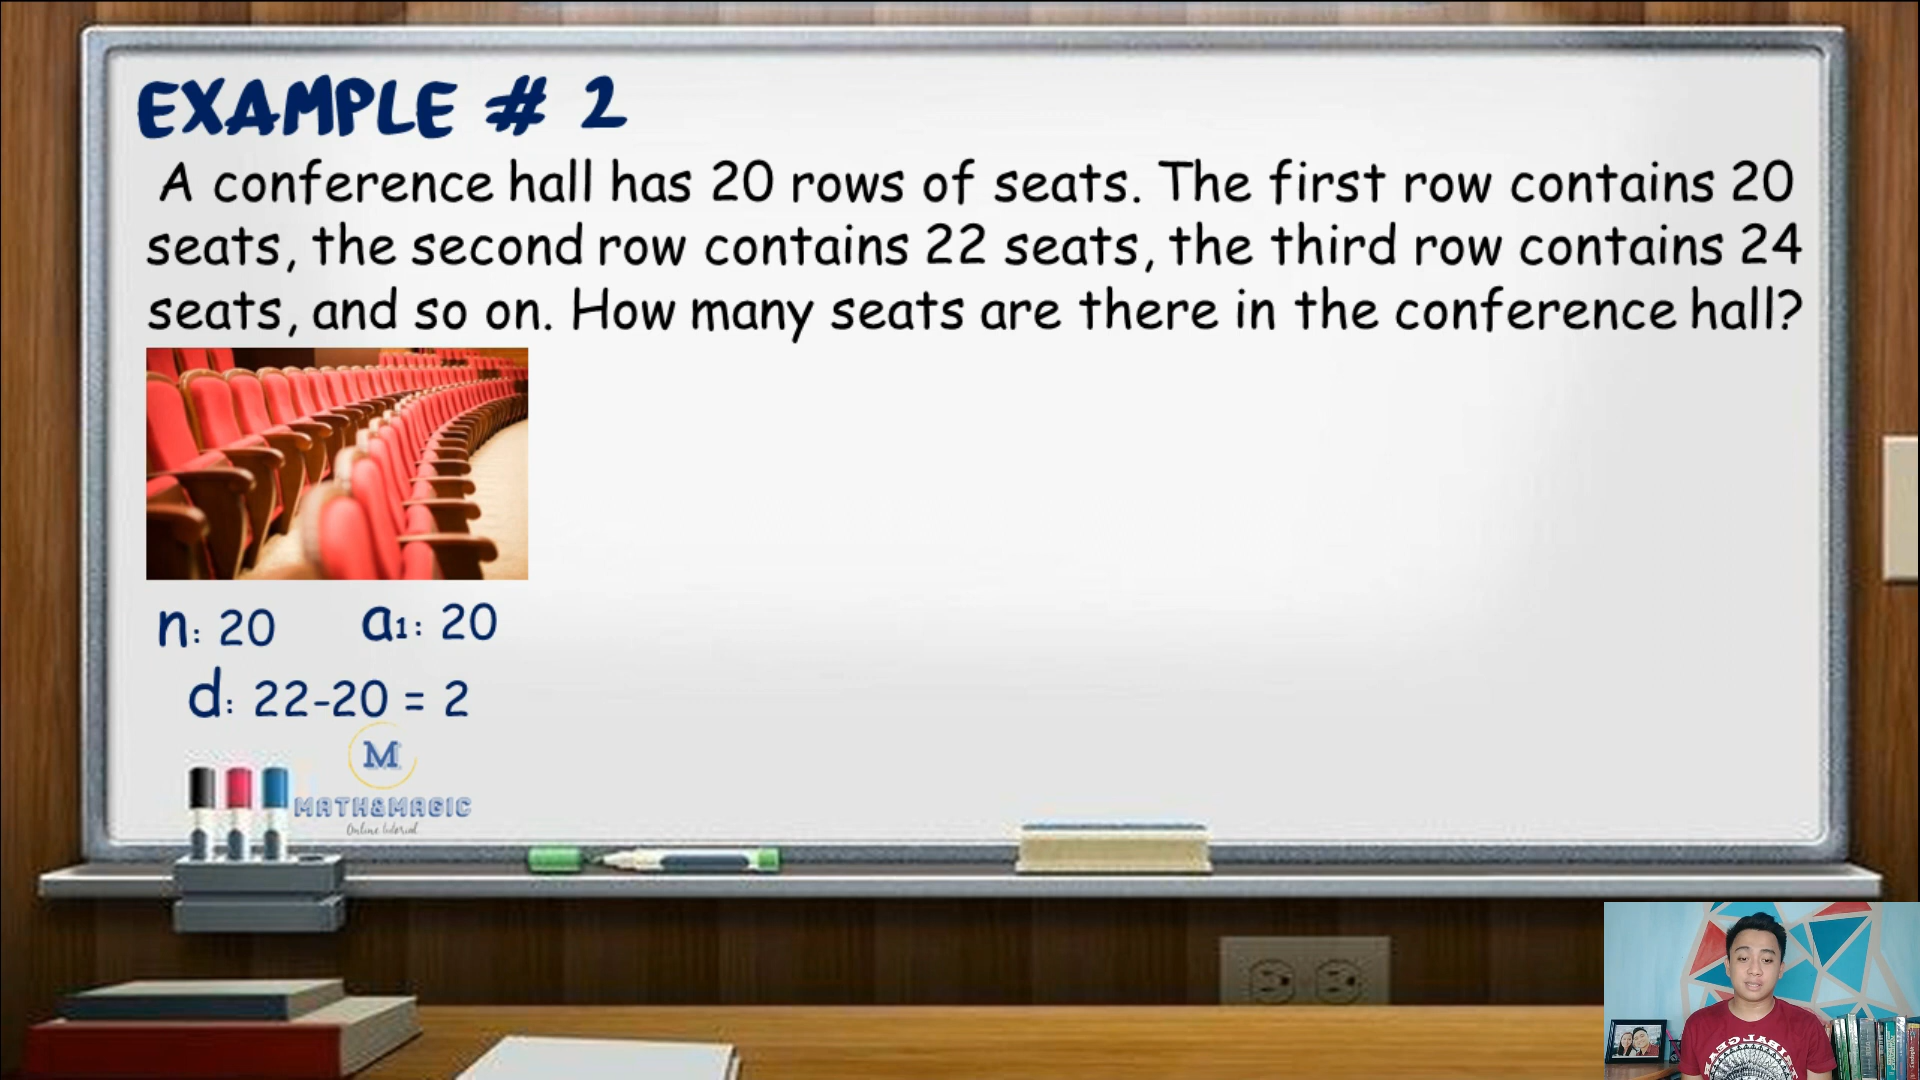 EXAMPLE # 2
A conference hall has 20 rows of seats. The first row contains 20
seats, the second row contains 22 seats, the third row contains 24
seats, and so on. How many seats are there in the conference hall?
n: 20 a1: 20
d: 22-20 = 2
M
MATH&MAGIC
Online tutorial